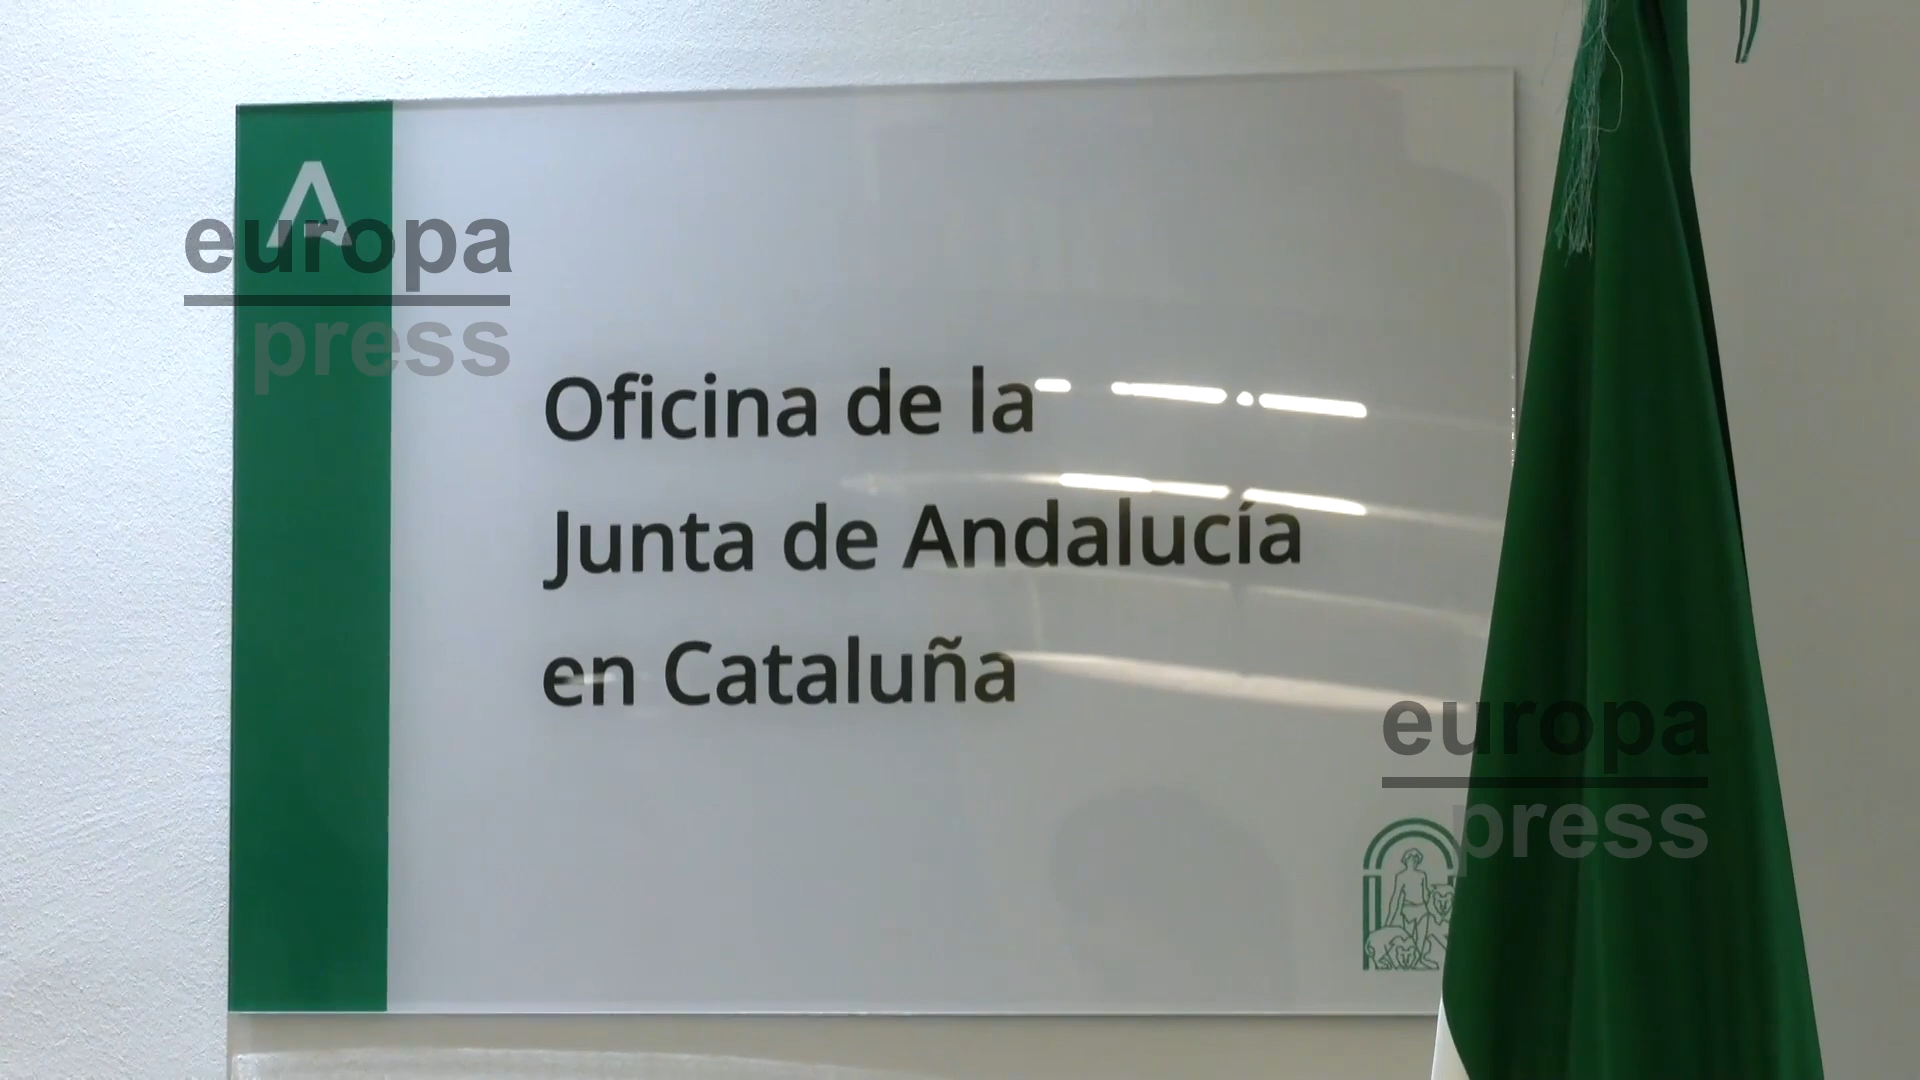 A
europa
press
Oficina de la
Junta de Andalucía
en Cataluña
europa
press